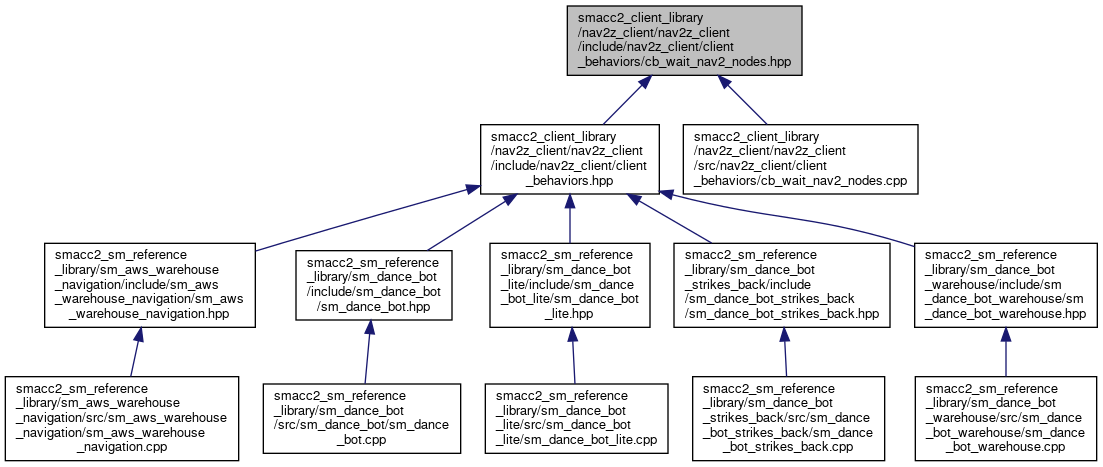 smacc2_client_library
/nav2z_client/nav2z_client
/include/nav2z_client/client
_behaviors/cb_wait_nav2_nodes.hpp
smacc2_client_library
/nav2z_client/nav2z_client
/include/nav2z_client/client
_behaviors.hpp
smacc2_client_library
/nav2z_client/nav2z_client
/src/nav2z_client/client
_behaviors/cb_wait_nav2_nodes.cpp
smacc2_sm_reference
_library/sm_aws_warehouse
_navigation/include/sm_aws
_warehouse_navigation/sm_aws
_warehouse_navigation.hpp
smacc2_sm_reference
_library/sm_dance_bot
/include/sm_dance_bot
/sm_dance_bot.hpp
smacc2_sm_reference
_library/sm_dance_bot
_lite/include/sm_dance
_bot_lite/sm_dance_bot
_lite.hpp
smacc2_sm_reference
_library/sm_dance_bot
_strikes_back/include
/sm_dance_bot_strikes_back
/sm_dance_bot_strikes_back.hpp
smacc2_sm_reference
_library/sm_dance_bot
_warehouse/include/sm
_dance_bot_warehouse/sm
_dance_bot_warehouse.hpp
smacc2_sm_reference
_library/sm_aws_warehouse
_navigation/src/sm_aws_warehouse
_navigation/sm_aws_warehouse
_navigation.cpp
smacc2_sm_reference
_library/sm_dance_bot
/src/sm_dance_bot/sm_dance
_bot.cpp
smacc2_sm_reference
_library/sm_dance_bot
_lite/src/sm_dance_bot
_lite/sm_dance_bot_lite.cpp
smacc2_sm_reference
_library/sm_dance_bot
_strikes_back/src/sm_dance
_bot_strikes_back/sm_dance
_bot_strikes_back.cpp
smacc2_sm_reference
_library/sm_dance_bot
_warehouse/src/sm_dance
_bot_warehouse/sm_dance
_bot_warehouse.cpp